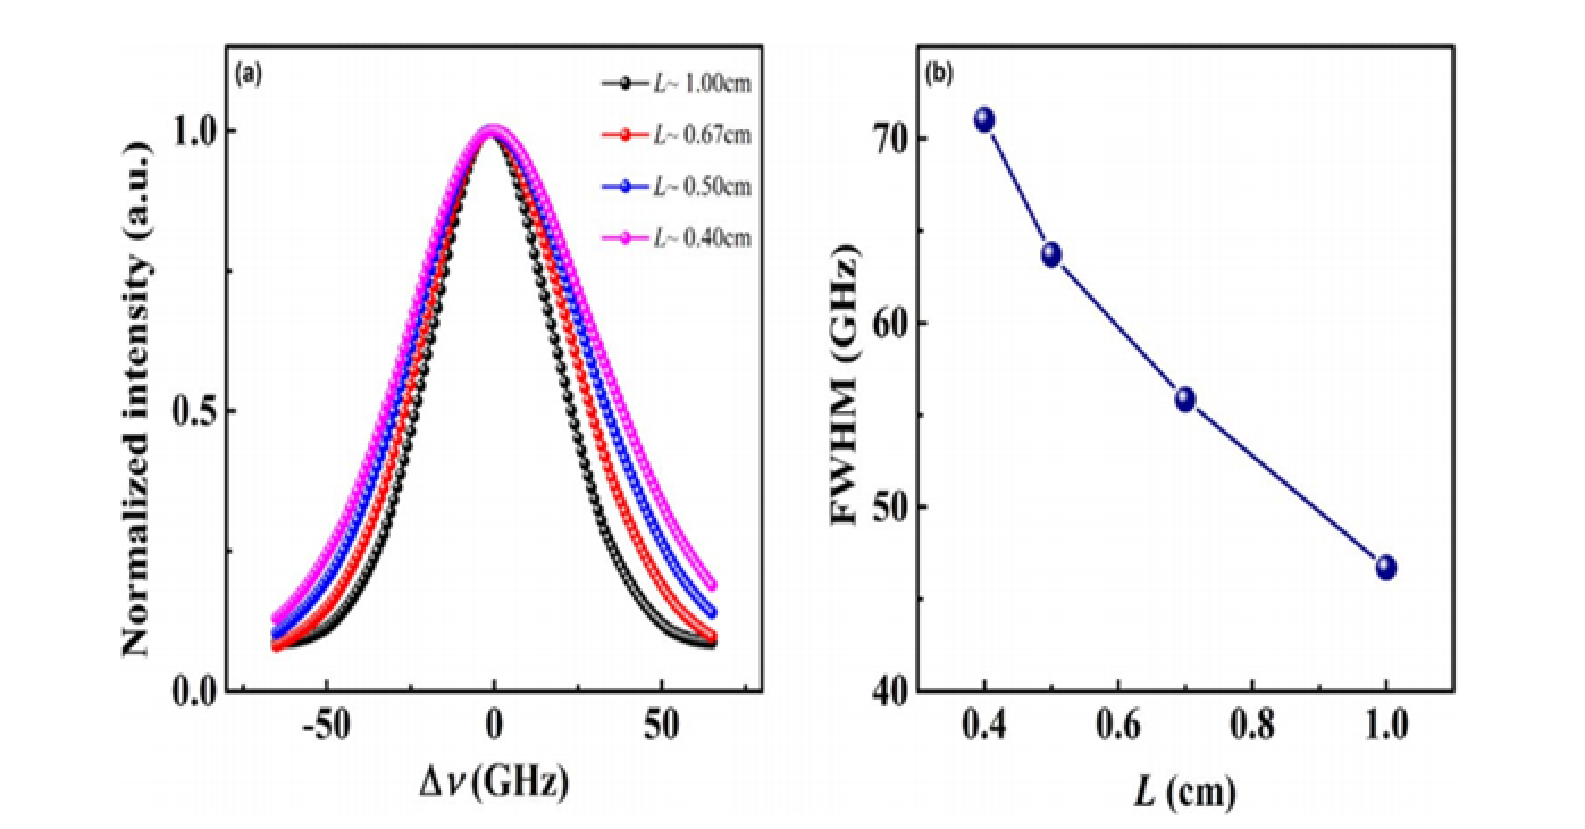 (a)
L~ 1.00cm
L~ 0.67cm
L~ 0.50cm
L~ 0.40cm
1.0
0.5
0.0
-50 0 50
Normalized intensity (a.u.)
Δν(GHz)
(b)
70
60
50
40
0.4 0.6 0.8 1.0
FWHM (GHz)
L (cm)